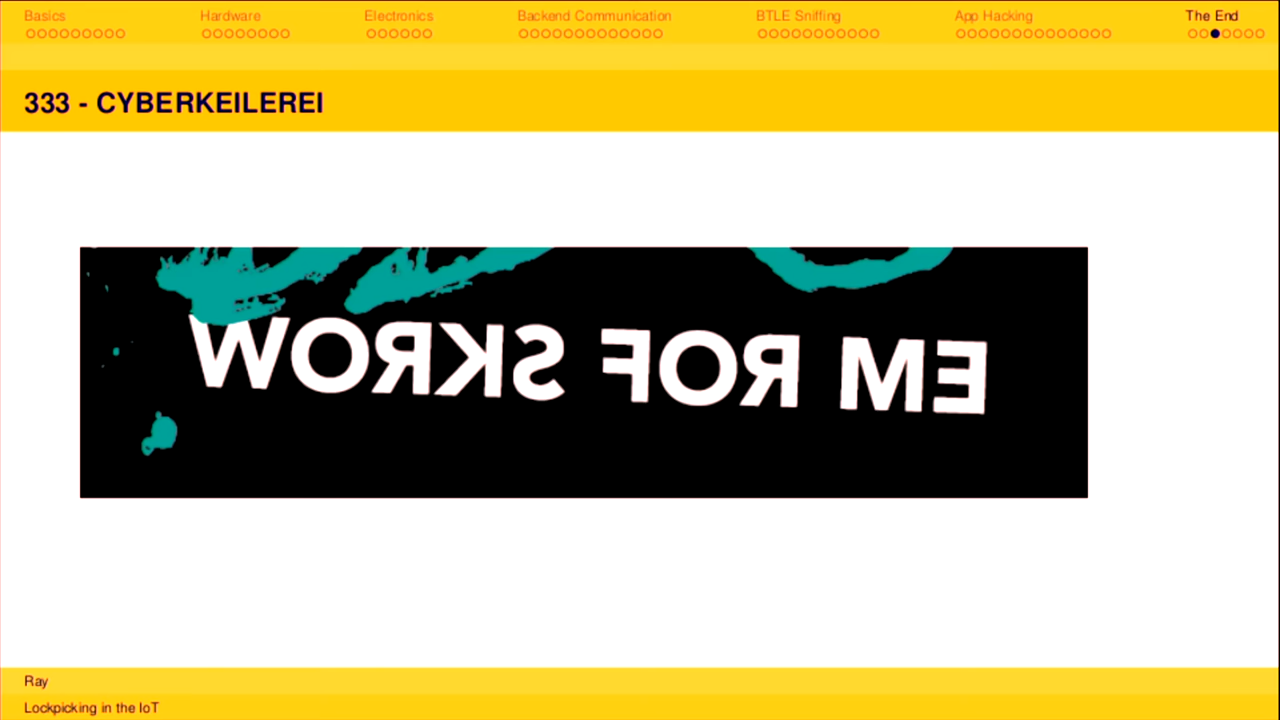 Basics
Hardware
Electronics
Backend Communication
BTLE Sniffing
App Hacking
The End
333 - CYBERKEILEREI
WORKS FOR ME
Ray
Lockpicking in the IoT